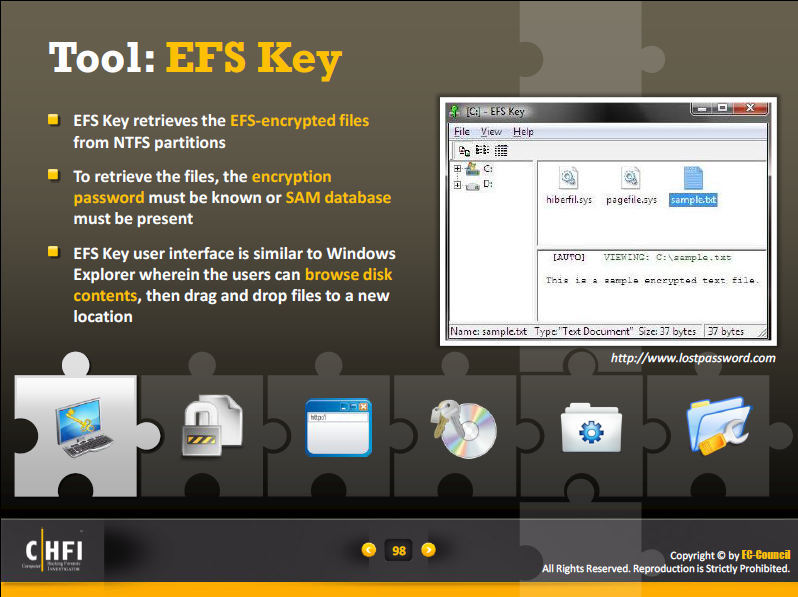 Tool: EFS Key
EFS Key retrieves the EFS-encrypted files
from NTFS partitions
To retrieve the files, the encryption
password must be known or SAM database
must be present
EFS Key user interface is similar to Windows
Explorer wherein the users can browse disk
contents, then drag and drop files to a new
location
[C:] - EFS Key
File View Help
C:
D:
hiberfil.sys pagefile.sys sample.txt
[AUTO] VIEWING: C:\sample.txt
This is a sample encrypted text file.
Name: sample.txt Type:"Text Document" Size: 37 bytes 37 bytes
http://www.lostpassword.com
http://
CHFI
Computer Hacking Forensic
INVESTIGATOR
98
Copyright © by EC-Council
All Rights Reserved. Reproduction is Strictly Prohibited.